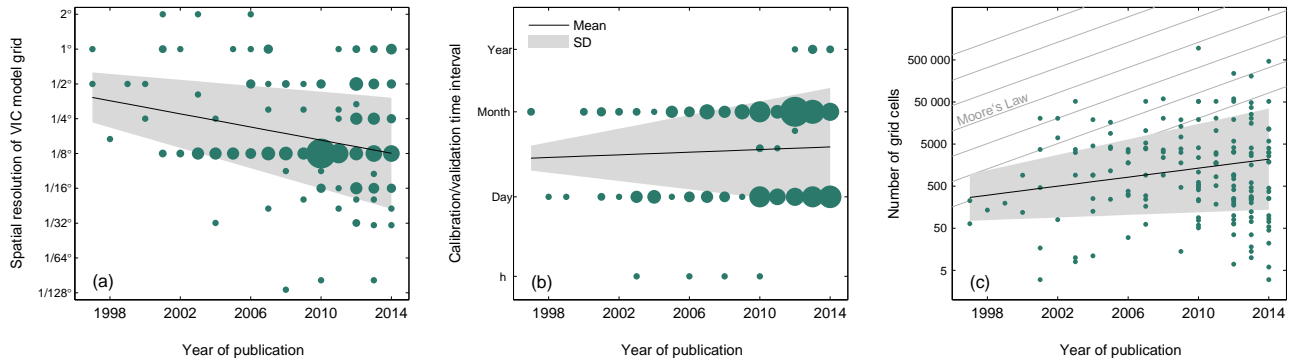 Spatial resolution of VIC model grid
2°
1°
1/2°
1/4°
1/8°
1/16°
1/32°
1/64°
1/128°
(a)
1998 2002 2006 2010 2014
Year of publication
Calibration/validation time interval
Mean
SD
Year
Month
Day
h
(b)
1998 2002 2006 2010 2014
Year of publication
Number of grid cells
500 000
50 000
5000
500
50
5
Moore's Law
(c)
1998 2002 2006 2010 2014
Year of publication